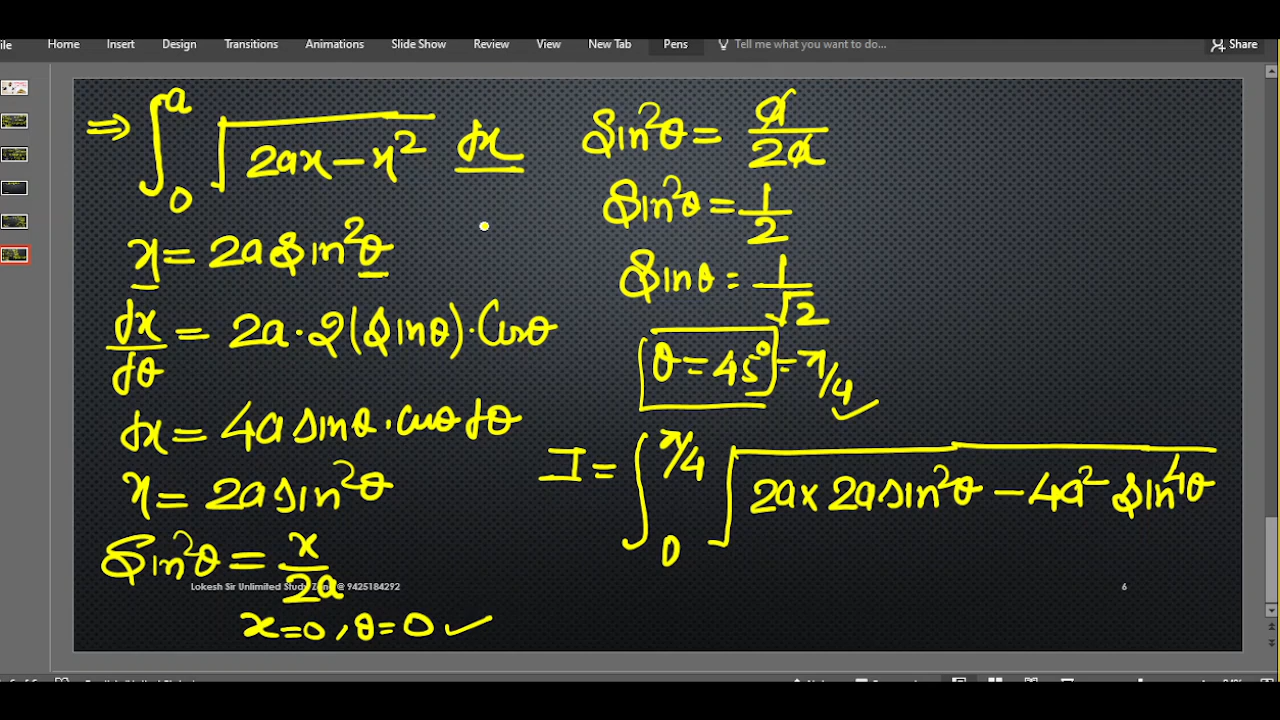 File Home Insert Design Transitions Animations Slide Show Review View New Tab Pens Tell me what you want to do... Share
⇒ ∫₀ᵃ √(2ax − x²) dx
x = 2a Sin²θ
dx/dθ = 2a · 2(Sinθ) · Cosθ
dx = 4a sinθ · cosθ dθ
x = 2a sin²θ
Sin²θ = x/2a
Lokesh Sir Unlimited Study Zone @ 9425184292
x=0, θ=0 ✓
Sin²θ = a/2a
Sin²θ = 1/2
Sinθ = 1/√2
θ = 45° = π/4 ✓
I = ∫₀^π/4 √(2a x 2a sin²θ − 4a² Sin⁴θ)
6